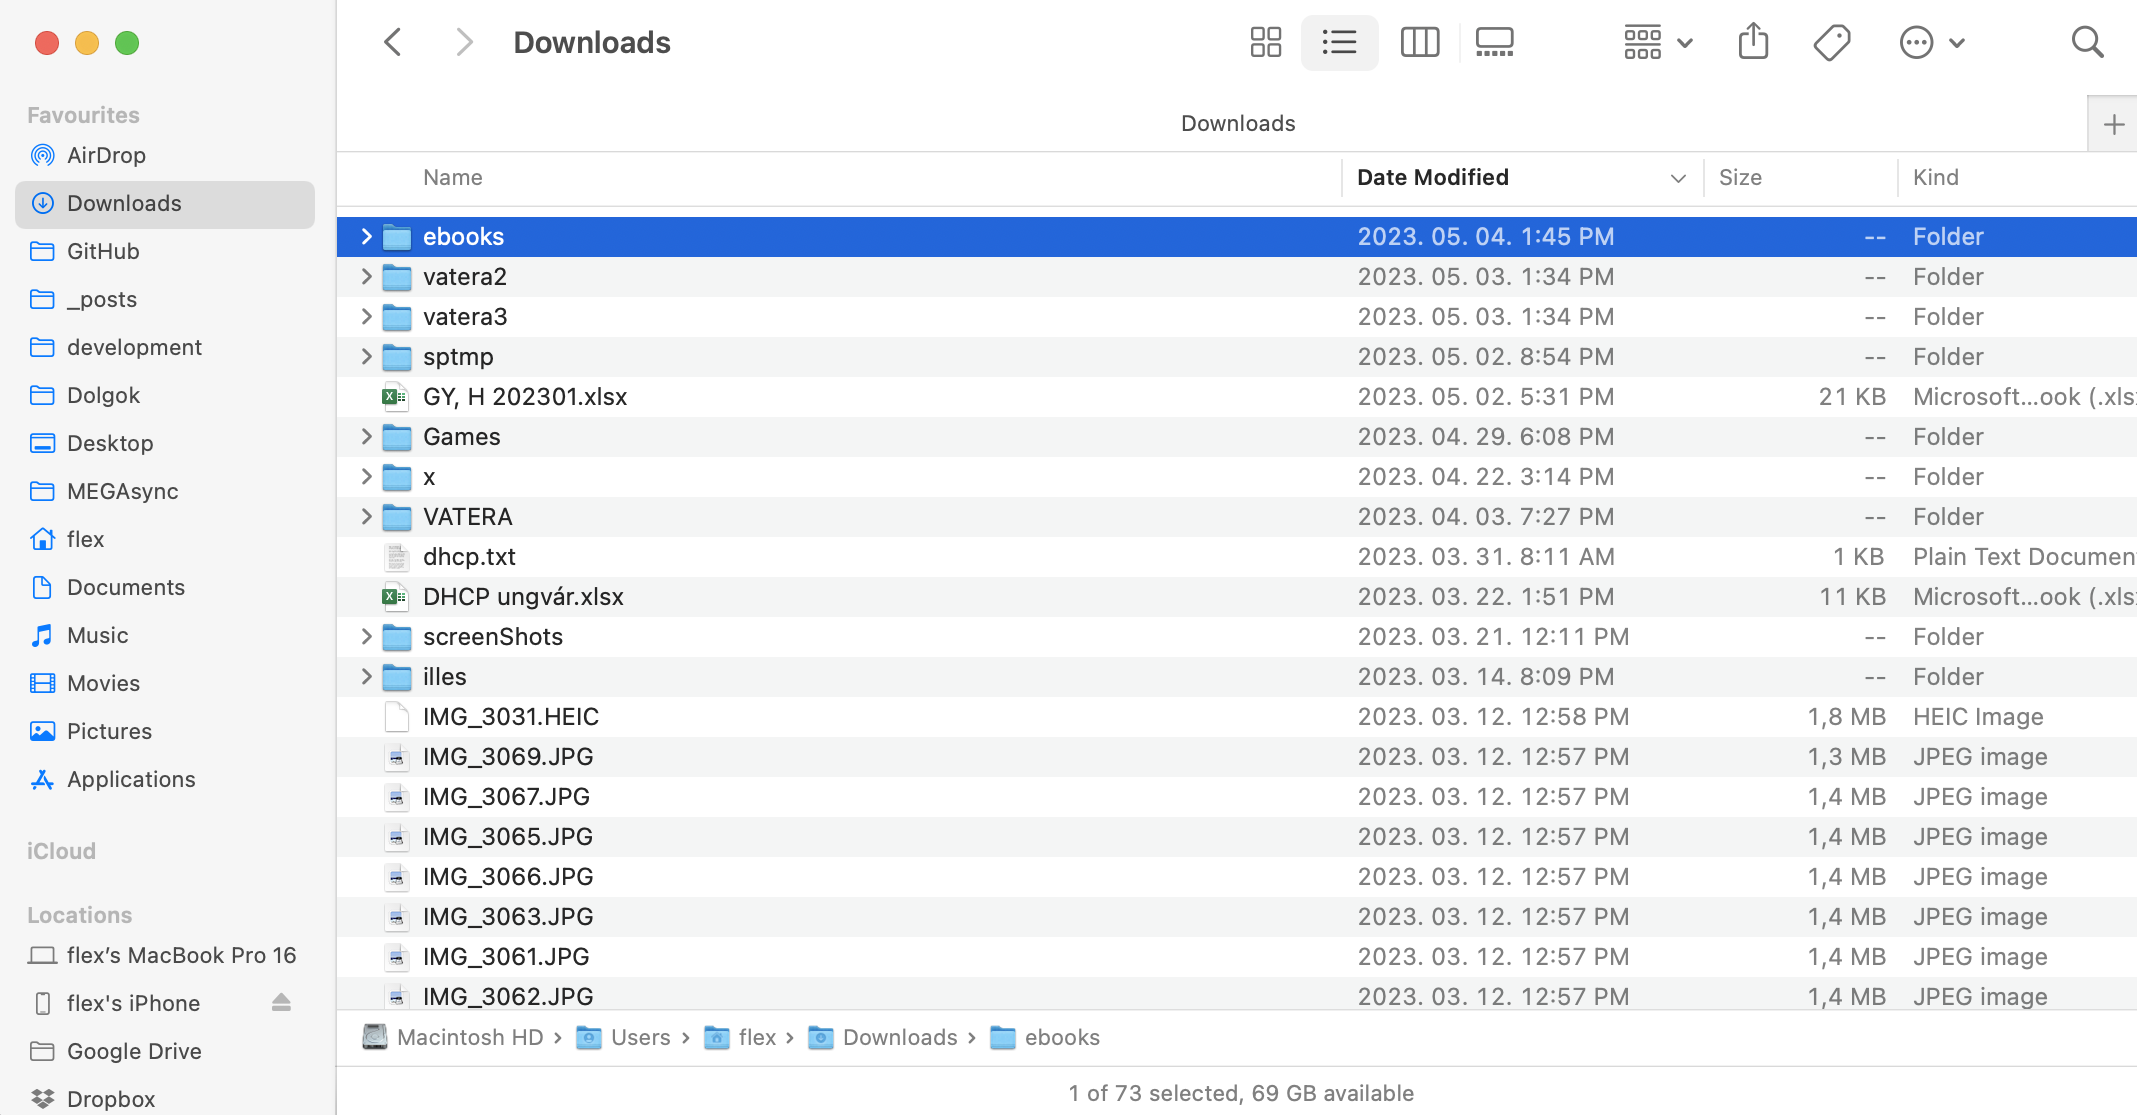 Downloads
Favourites
AirDrop
Downloads
GitHub
_posts
development
Dolgok
Desktop
MEGAsync
flex
Documents
Music
Movies
Pictures
Applications
iCloud
Locations
flex’s MacBook Pro 16
flex's iPhone
Google Drive
Dropbox
Downloads
Name Date Modified Size Kind
ebooks 2023. 05. 04. 1:45 PM -- Folder
vatera2 2023. 05. 03. 1:34 PM -- Folder
vatera3 2023. 05. 03. 1:34 PM -- Folder
sptmp 2023. 05. 02. 8:54 PM -- Folder
GY, H 202301.xlsx 2023. 05. 02. 5:31 PM 21 KB Microsoft...ook (.xls
Games 2023. 04. 29. 6:08 PM -- Folder
x 2023. 04. 22. 3:14 PM -- Folder
VATERA 2023. 04. 03. 7:27 PM -- Folder
dhcp.txt 2023. 03. 31. 8:11 AM 1 KB Plain Text Documen
DHCP ungvár.xlsx 2023. 03. 22. 1:51 PM 11 KB Microsoft...ook (.xls
screenShots 2023. 03. 21. 12:11 PM -- Folder
illes 2023. 03. 14. 8:09 PM -- Folder
IMG_3031.HEIC 2023. 03. 12. 12:58 PM 1,8 MB HEIC Image
IMG_3069.JPG 2023. 03. 12. 12:57 PM 1,3 MB JPEG image
IMG_3067.JPG 2023. 03. 12. 12:57 PM 1,4 MB JPEG image
IMG_3065.JPG 2023. 03. 12. 12:57 PM 1,4 MB JPEG image
IMG_3066.JPG 2023. 03. 12. 12:57 PM 1,4 MB JPEG image
IMG_3063.JPG 2023. 03. 12. 12:57 PM 1,4 MB JPEG image
IMG_3061.JPG 2023. 03. 12. 12:57 PM 1,4 MB JPEG image
IMG_3062.JPG 2023. 03. 12. 12:57 PM 1,4 MB JPEG image
Macintosh HD › Users › flex › Downloads › ebooks
1 of 73 selected, 69 GB available